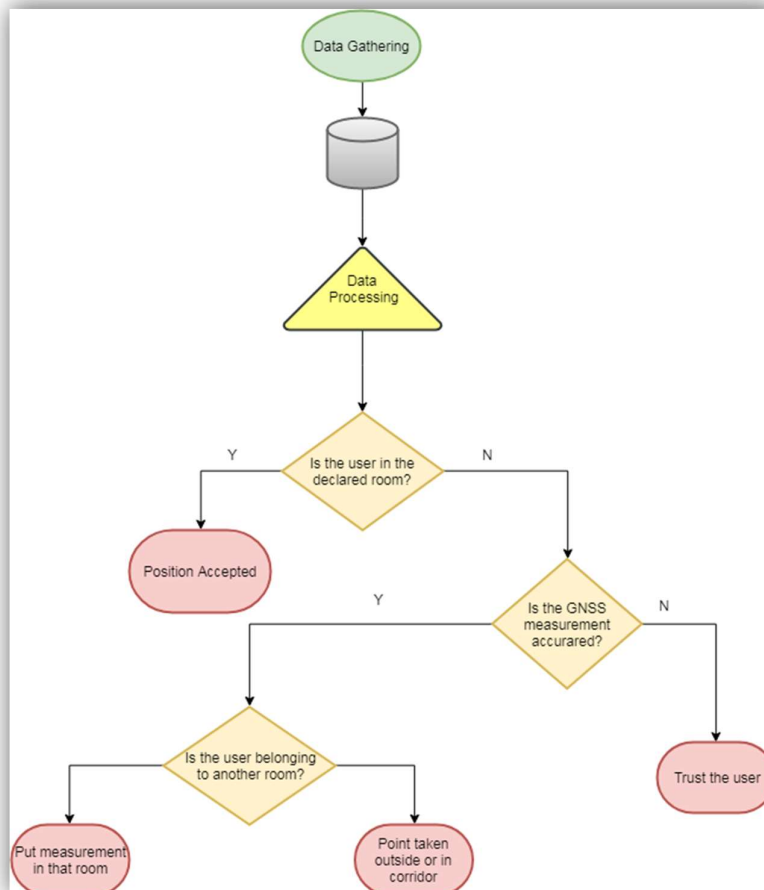 Data Gathering
Data
Processing
Is the user in the
declared room?
Y
N
Position Accepted
Is the GNSS
measurement
accurared?
Y
N
Is the user belonging
to another room?
Trust the user
Put measurement
in that room
Point taken
outside or in
corridor